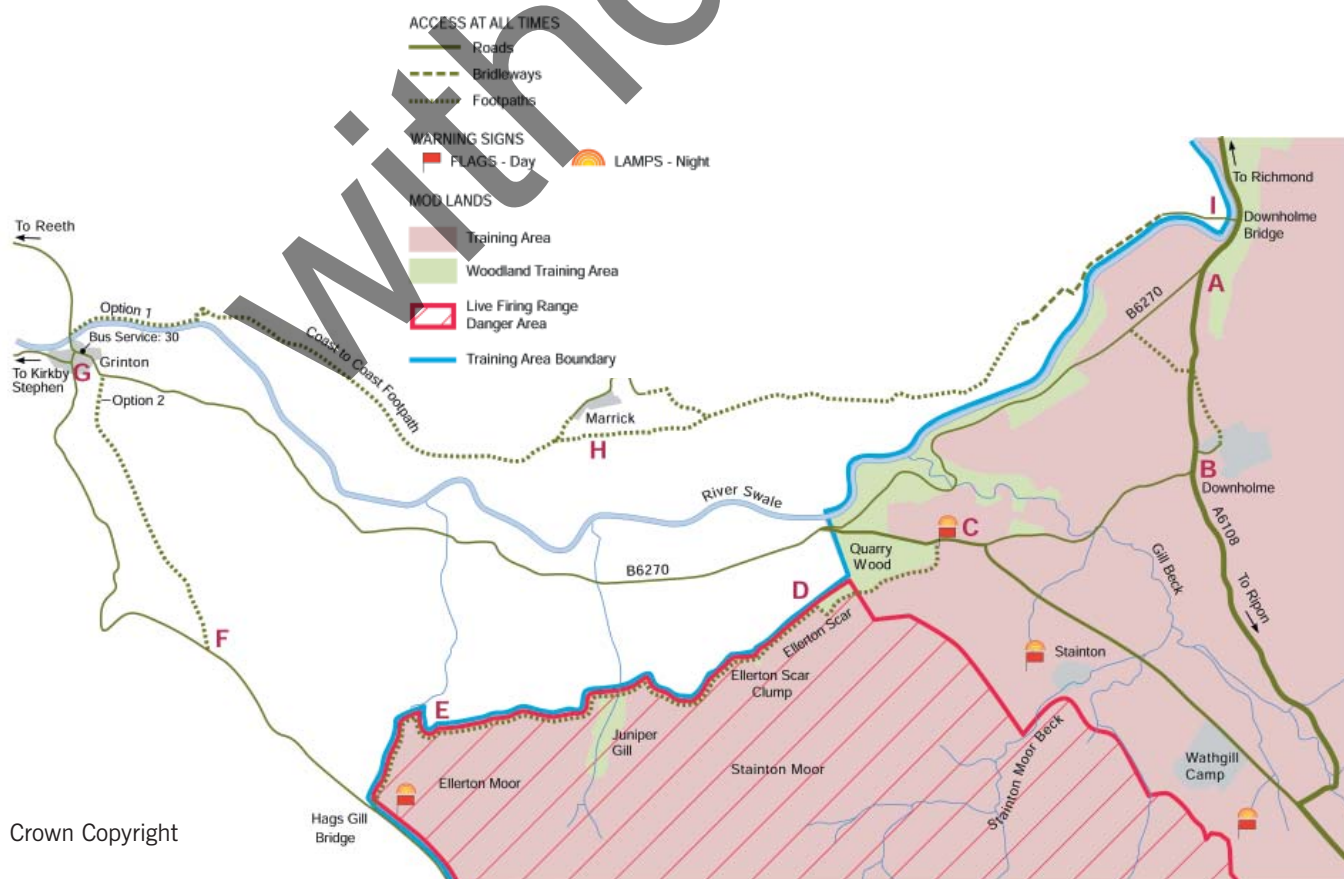 ACCESS AT ALL TIMES
Roads
Bridleways
Footpaths
WARNING SIGNS
FLAGS - Day
LAMPS - Night
MOD LANDS
Training Area
Woodland Training Area
Live Firing Range
Danger Area
Training Area Boundary
witho
To Richmond
I
Downholme
Bridge
A
B6270
To Reeth
Option 1
Bus Service: 30
Grinton
G
To Kirkby
Stephen
Option 2
Coast to Coast Footpath
Marrick
H
River Swale
B
Downholme
A6108
To Ripon
C
Gill Beck
Quarry
Wood
B6270
D
Ellerton Scar
F
Stainton
Ellerton Scar
Clump
E
Juniper
Gill
Stainton Moor
Stainton Moor Beck
Wathgill
Camp
Ellerton Moor
Hags Gill
Bridge
Crown Copyright